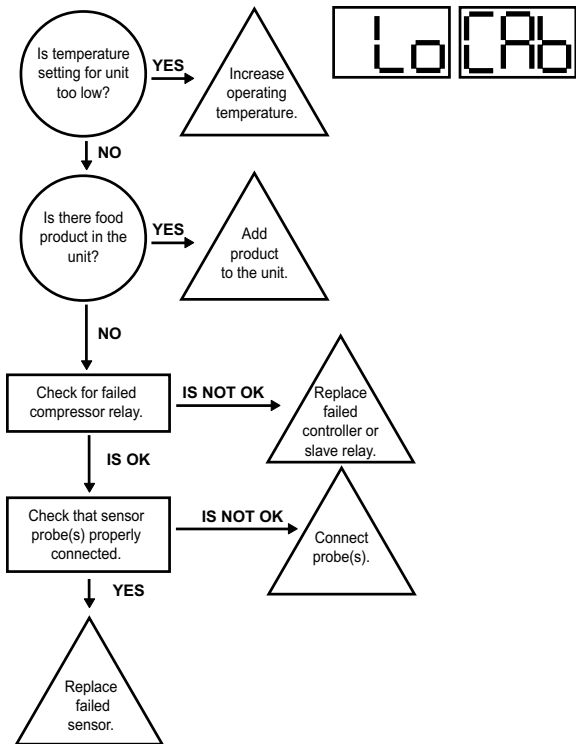 Is temperature
setting for unit
too low?
YES
Increase
operating
temperature.
Lo CAb
NO
Is there food
product in the
unit?
YES
Add
product
to the unit.
NO
Check for failed
compressor relay.
IS NOT OK
Replace
failed
controller or
slave relay.
IS OK
Check that sensor
probe(s) properly
connected.
IS NOT OK
Connect
probe(s).
YES
Replace
failed
sensor.